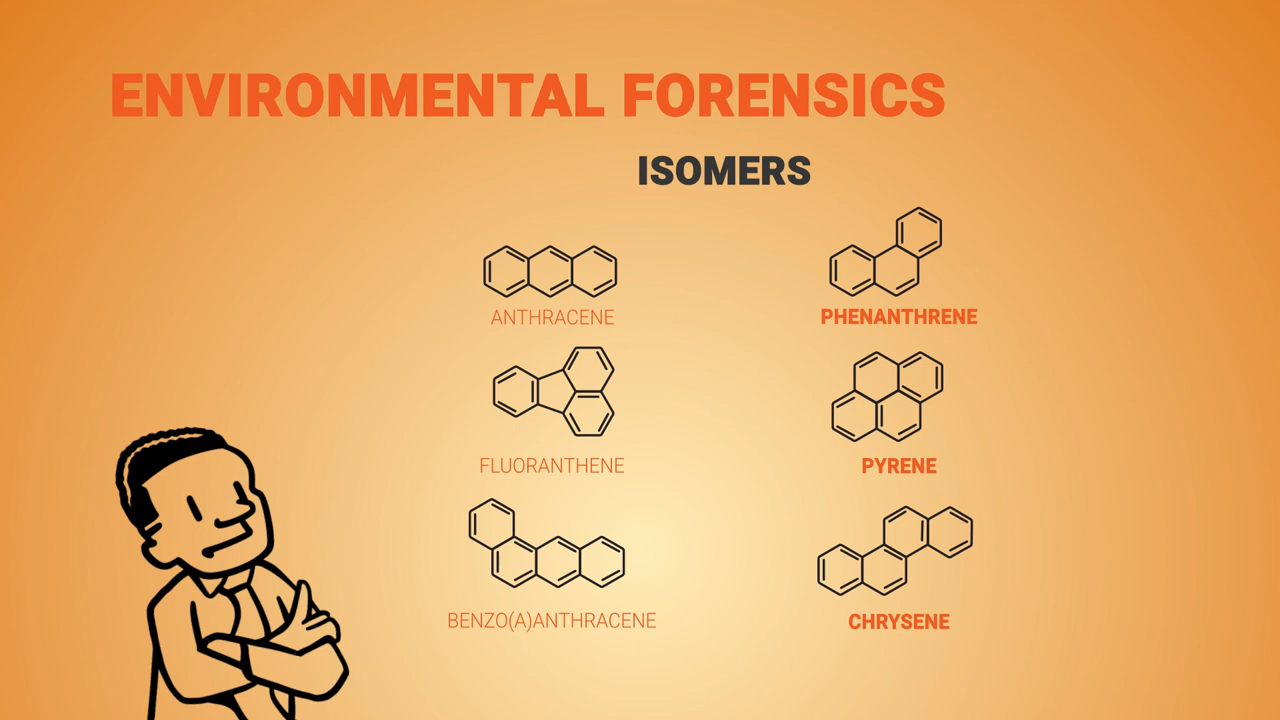 ENVIRONMENTAL FORENSICS
ISOMERS
ANTHRACENE
PHENANTHRENE
FLUORANTHENE
PYRENE
BENZO(A)ANTHRACENE
CHRYSENE